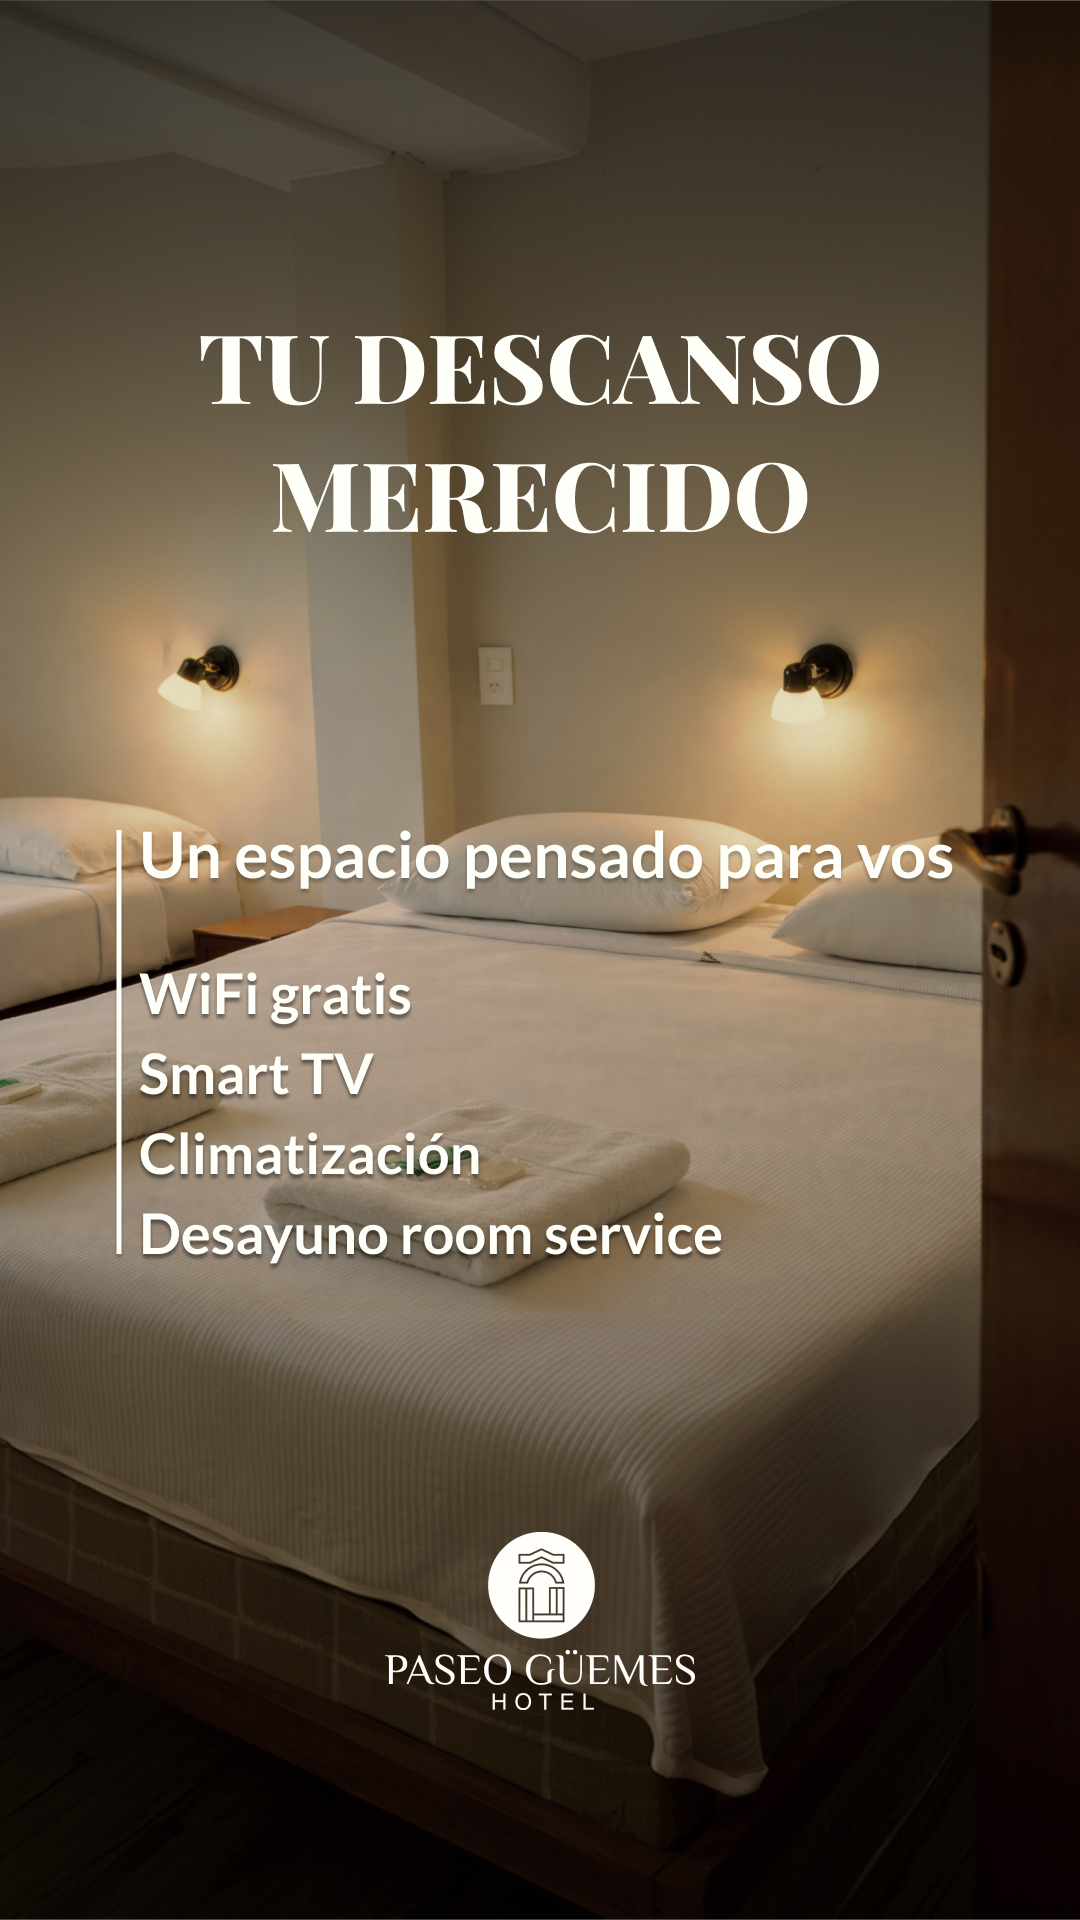 TU DESCANSO
MERECIDO
Un espacio pensado para vos
WiFi gratis
Smart TV
Climatización
Desayuno room service
PASEO GÜEMES
HOTEL